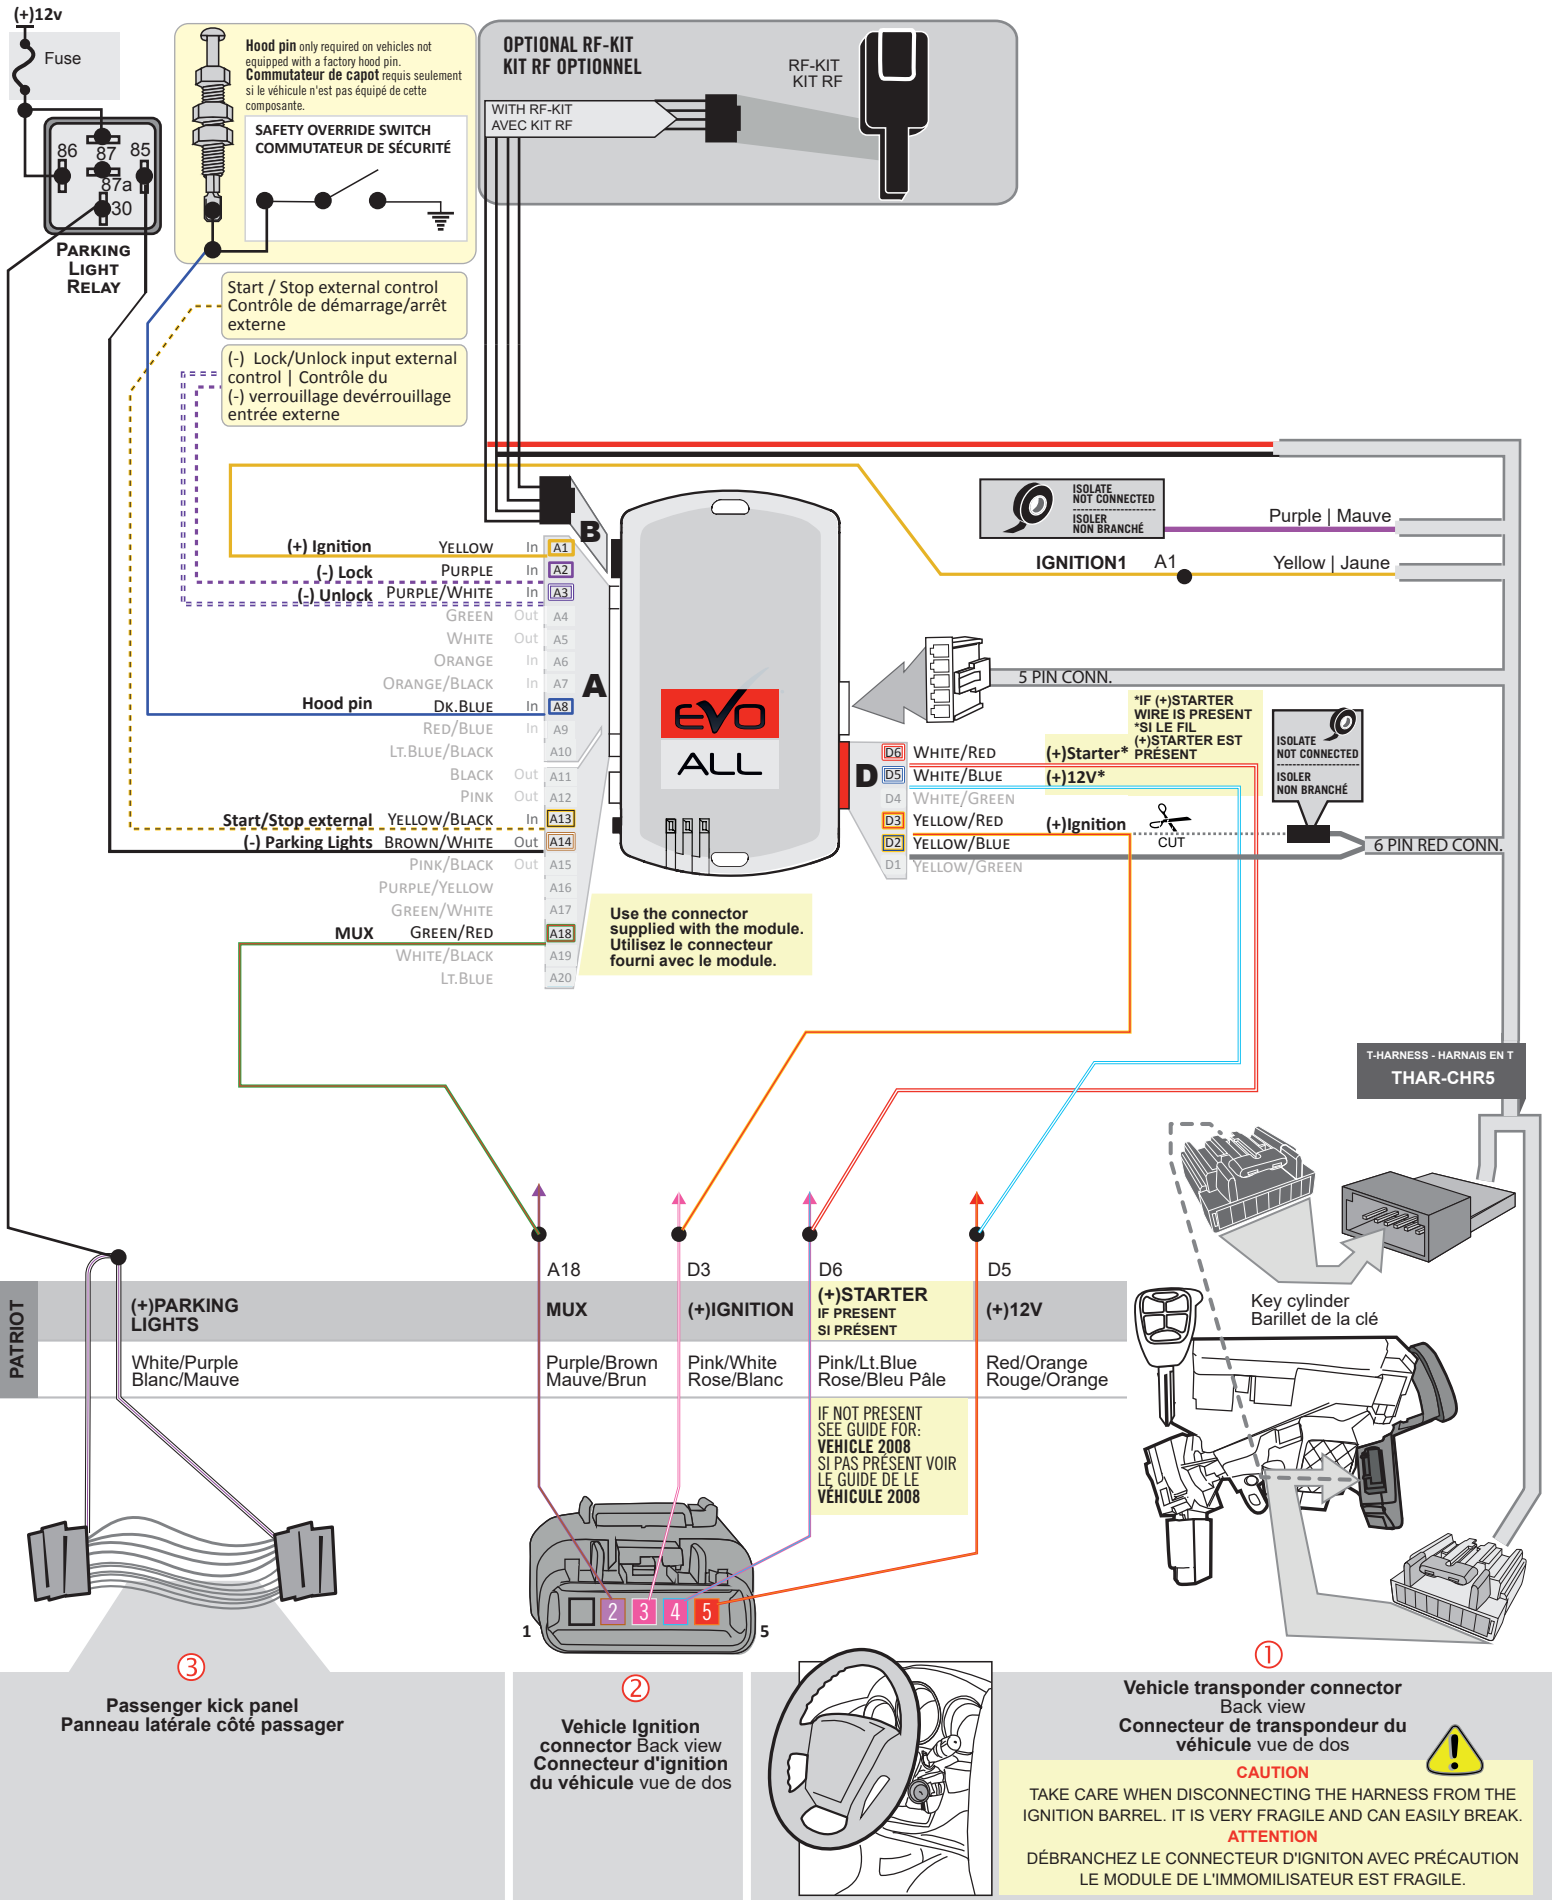 (+)12v
Fuse
86
87
85
87a
30
PARKING
LIGHT
RELAY
Hood pin only required on vehicles not
equipped with a factory hood pin.
Commutateur de capot requis seulement
si le véhicule n'est pas équipé de cette
composante.
SAFETY OVERRIDE SWITCH
COMMUTATEUR DE SÉCURITÉ
OPTIONAL RF-KIT
KIT RF OPTIONNEL
RF-KIT
KIT RF
WITH RF-KIT
AVEC KIT RF
Start / Stop external control
Contrôle de démarrage/arrêt
externe
(-) Lock/Unlock input external
control | Contrôle du
(-) verrouillage devérrouillage
entrée externe
B
A
D
(+) Ignition YELLOW In A1
(-) Lock PURPLE In A2
(-) Unlock PURPLE/WHITE In A3
GREEN Out A4
WHITE Out A5
ORANGE In A6
ORANGE/BLACK In A7
Hood pin DK.BLUE In A8
RED/BLUE In A9
LT.BLUE/BLACK A10
BLACK Out A11
PINK Out A12
Start/Stop external YELLOW/BLACK In A13
(-) Parking Lights BROWN/WHITE Out A14
PINK/BLACK Out A15
PURPLE/YELLOW A16
GREEN/WHITE A17
MUX GREEN/RED A18
WHITE/BLACK A19
LT.BLUE A20
EVO
ALL
Use the connector
supplied with the module.
Utilisez le connecteur
fourni avec le module.
ISOLATE
NOT CONNECTED
ISOLER
NON BRANCHÉ
Purple | Mauve
IGNITION1 A1 Yellow | Jaune
5 PIN CONN.
*IF (+)STARTER
WIRE IS PRESENT
*SI LE FIL
(+)STARTER EST
PRÉSENT
D6 WHITE/RED (+)Starter*
D5 WHITE/BLUE (+)12V*
D4 WHITE/GREEN
D3 YELLOW/RED (+)Ignition
D2 YELLOW/BLUE
D1 YELLOW/GREEN
CUT
ISOLATE
NOT CONNECTED
ISOLER
NON BRANCHÉ
6 PIN RED CONN.
T-HARNESS - HARNAIS EN T
THAR-CHR5
Key cylinder
Barillet de la clé
PATRIOT
A18 D3 D6 D5
(+)PARKING
LIGHTS
MUX
(+)IGNITION
(+)STARTER
IF PRESENT
SI PRÉSENT
(+)12V
White/Purple
Blanc/Mauve
Purple/Brown
Mauve/Brun
Pink/White
Rose/Blanc
Pink/Lt.Blue
Rose/Bleu Pâle
Red/Orange
Rouge/Orange
IF NOT PRESENT
SEE GUIDE FOR:
VEHICLE 2008
SI PAS PRÉSENT VOIR
LE GUIDE DE LE
VÉHICULE 2008
2 3 4 5
1 5
3
Passenger kick panel
Panneau latérale côté passager
2
Vehicle Ignition
connector Back view
Connecteur d'ignition
du véhicule vue de dos
1
Vehicle transponder connector
Back view
Connecteur de transpondeur du
véhicule vue de dos
CAUTION
TAKE CARE WHEN DISCONNECTING THE HARNESS FROM THE
IGNITION BARREL. IT IS VERY FRAGILE AND CAN EASILY BREAK.
ATTENTION
DÉBRANCHEZ LE CONNECTEUR D'IGNITON AVEC PRÉCAUTION
LE MODULE DE L'IMMOMILISATEUR EST FRAGILE.